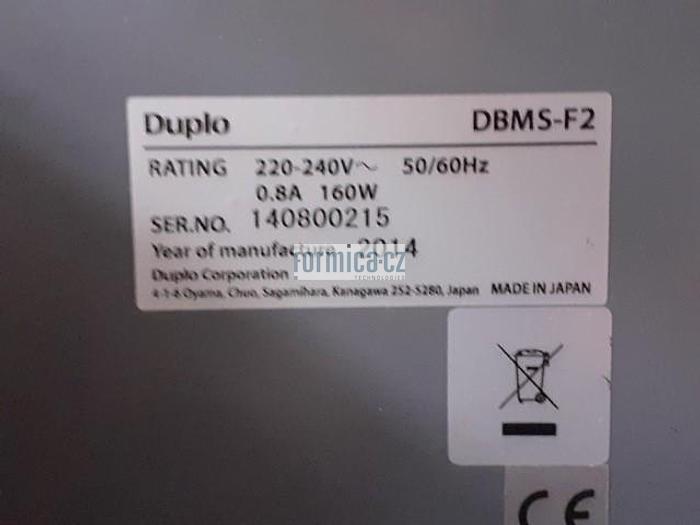 Duplo DBMS-F2
RATING 220-240V~ 50/60Hz
0.8A 160W
SER.NO. 140800215
Year of manufacture 2014
formica.cz
TECHNOLOGIES
Duplo Corporation
4-1-6 Oyama, Chuo, Sagamihara, Kanagawa 252-5280, Japan MADE IN JAPAN
CE